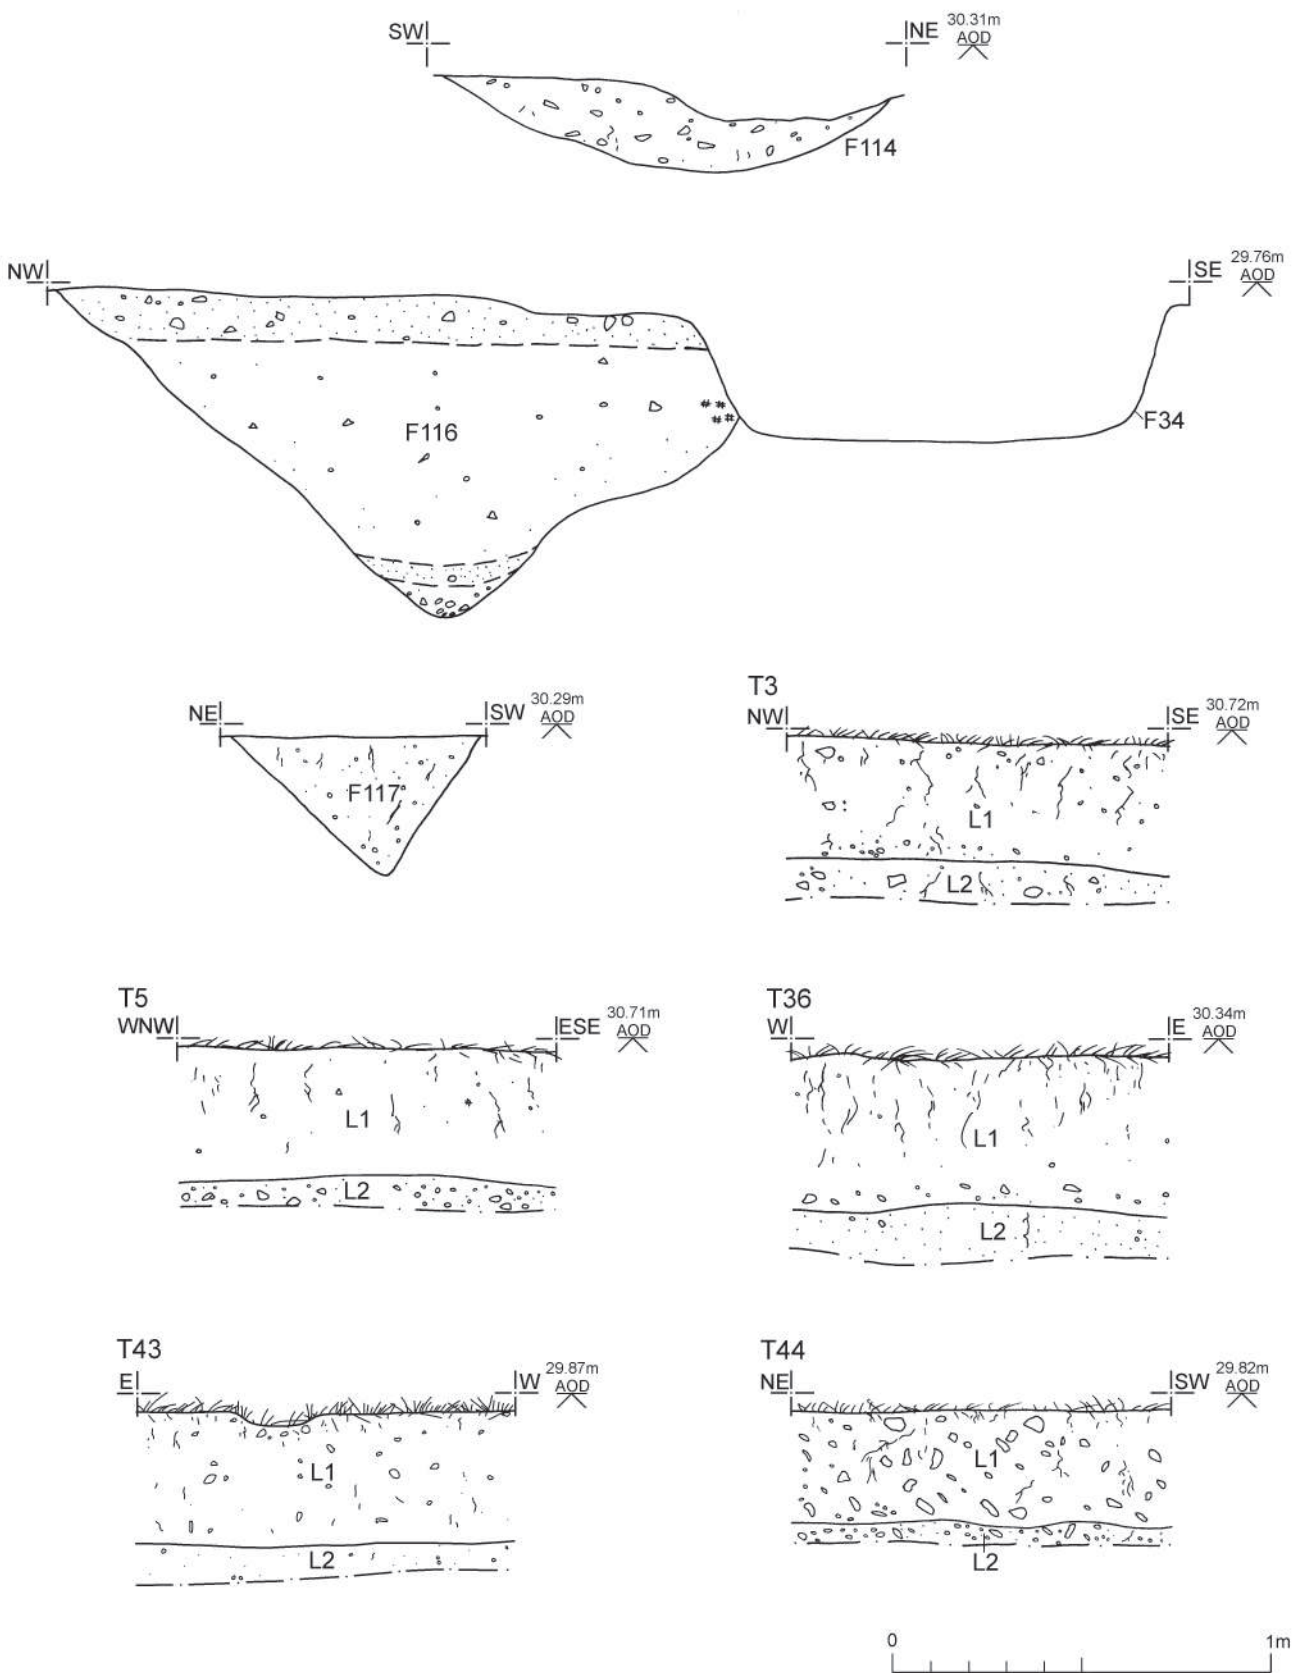 SW NE 30.31m
AOD
F114
NW SE 29.76m
AOD
F116
F34
NE SW 30.29m
AOD
F117
T3
NW SE 30.72m
AOD
L1
L2
T5
WNW ESE 30.71m
AOD
L1
L2
T36
W E 30.34m
AOD
L1
L2
T43
E W 29.87m
AOD
L1
L2
T44
NE SW 29.82m
AOD
L1
L2
0 1m